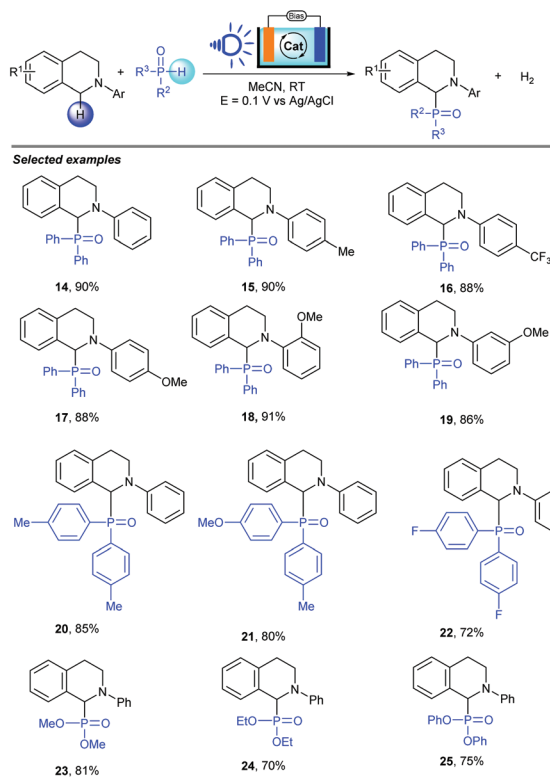 Bias
Cat
R¹
N
Ar
H
+
O
R³
P
H
R²
MeCN, RT
E = 0.1 V vs Ag/AgCl
R¹
N
Ar
R²
P=O
R³
+
H₂
Selected examples
N
Ph
P=O
Ph
14, 90%
N
Me
Ph
P=O
Ph
15, 90%
N
CF₃
Ph
P=O
Ph
16, 88%
N
OMe
Ph
P=O
Ph
17, 88%
OMe
N
Ph
P=O
Ph
18, 91%
OMe
N
Ph
P=O
Ph
19, 86%
N
Me
P=O
Me
20, 85%
N
MeO
P=O
Me
21, 80%
N
F
P=O
F
22, 72%
N
Ph
MeO
P=O
OMe
23, 81%
N
Ph
EtO
P=O
OEt
24, 70%
N
Ph
PhO
P=O
OPh
25, 75%